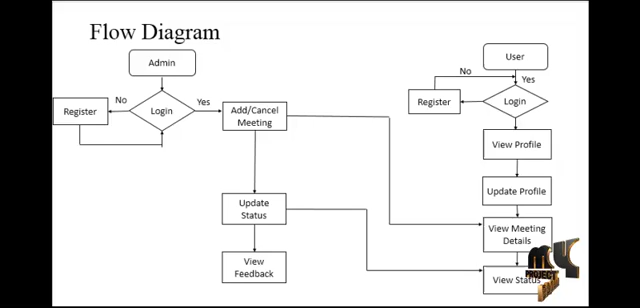 Flow Diagram
Admin
No
Yes
Register
Login
Add/Cancel
Meeting
Update
Status
View
Feedback
User
No
Yes
Register
Login
View Profile
Update Profile
View Meeting
Details
View Status
PROJECT